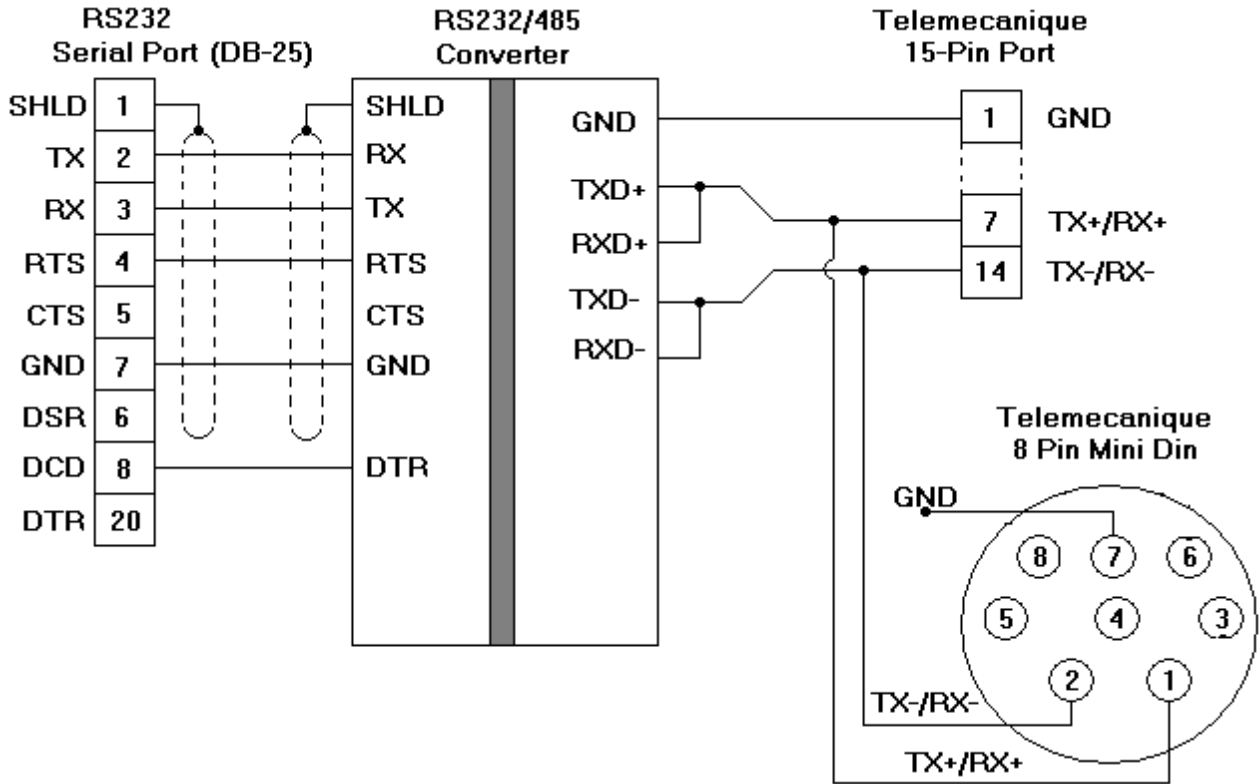 RS232
Serial Port (DB-25)
RS232/485
Converter
Telemecanique
15-Pin Port
SHLD 1
TX 2
RX 3
RTS 4
CTS 5
GND 7
DSR 6
DCD 8
DTR 20
SHLD
RX
TX
RTS
CTS
GND
DTR
GND
TXD+
RXD+
TXD-
RXD-
1 GND
7 TX+/RX+
14 TX-/RX-
Telemecanique
8 Pin Mini Din
GND
8 7 6
5 4 3
2 1
TX-/RX-
TX+/RX+